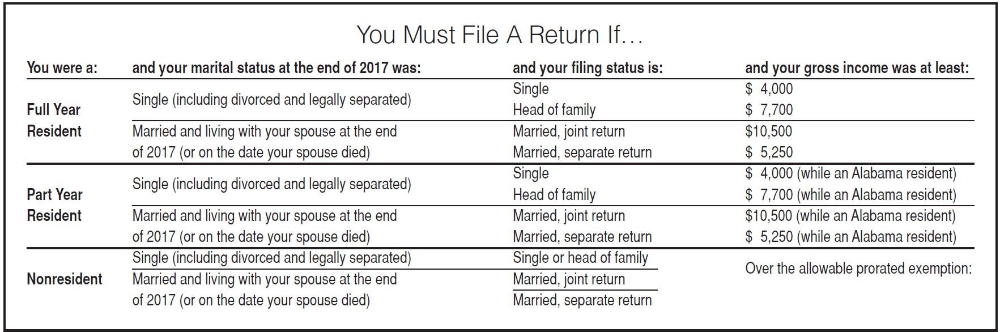 You Must File A Return If…
You were a: and your marital status at the end of 2017 was: and your filing status is: and your gross income was at least:
Single (including divorced and legally separated) Single $ 4,000
Full Year Head of family $ 7,700
Resident Married and living with your spouse at the end Married, joint return $10,500
of 2017 (or on the date your spouse died) Married, separate return $ 5,250
Single (including divorced and legally separated) Single $ 4,000 (while an Alabama resident)
Part Year Head of family $ 7,700 (while an Alabama resident)
Resident Married and living with your spouse at the end Married, joint return $10,500 (while an Alabama resident)
of 2017 (or on the date your spouse died) Married, separate return $ 5,250 (while an Alabama resident)
Single (including divorced and legally separated) Single or head of family Over the allowable prorated exemption:
Nonresident Married and living with your spouse at the end Married, joint return
of 2017 (or on the date your spouse died) Married, separate return